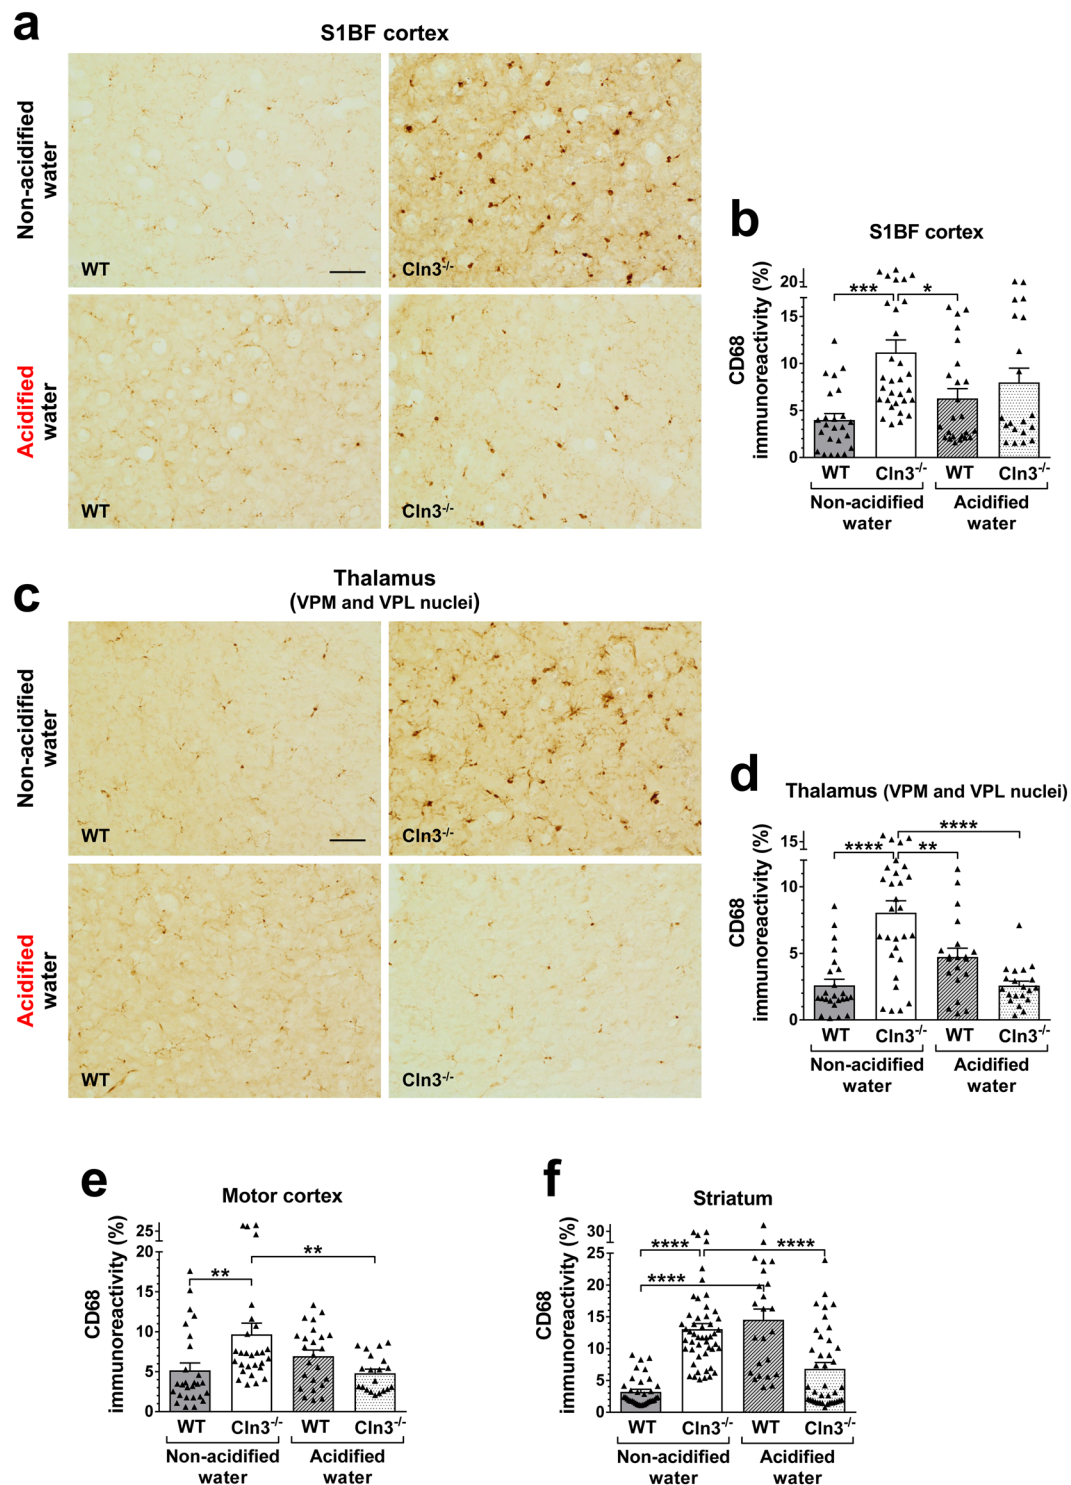 a
S1BF cortex
Non-acidified
water
WT
Cln3-/-
Acidified
water
WT
Cln3-/-
b
S1BF cortex
CD68
immunoreactivity (%)
20
15
10
5
0
***
*
WT
Cln3-/-
WT
Cln3-/-
Non-acidified
water
Acidified
water
c
Thalamus
(VPM and VPL nuclei)
Non-acidified
water
WT
Cln3-/-
Acidified
water
WT
Cln3-/-
d
Thalamus (VPM and VPL nuclei)
CD68
immunoreactivity (%)
15
10
5
0
****
****
**
WT
Cln3-/-
WT
Cln3-/-
Non-acidified
water
Acidified
water
e
Motor cortex
CD68
immunoreactivity (%)
25
20
15
10
5
0
**
**
WT
Cln3-/-
WT
Cln3-/-
Non-acidified
water
Acidified
water
f
Striatum
CD68
immunoreactivity (%)
30
25
20
15
10
5
0
****
****
****
WT
Cln3-/-
WT
Cln3-/-
Non-acidified
water
Acidified
water